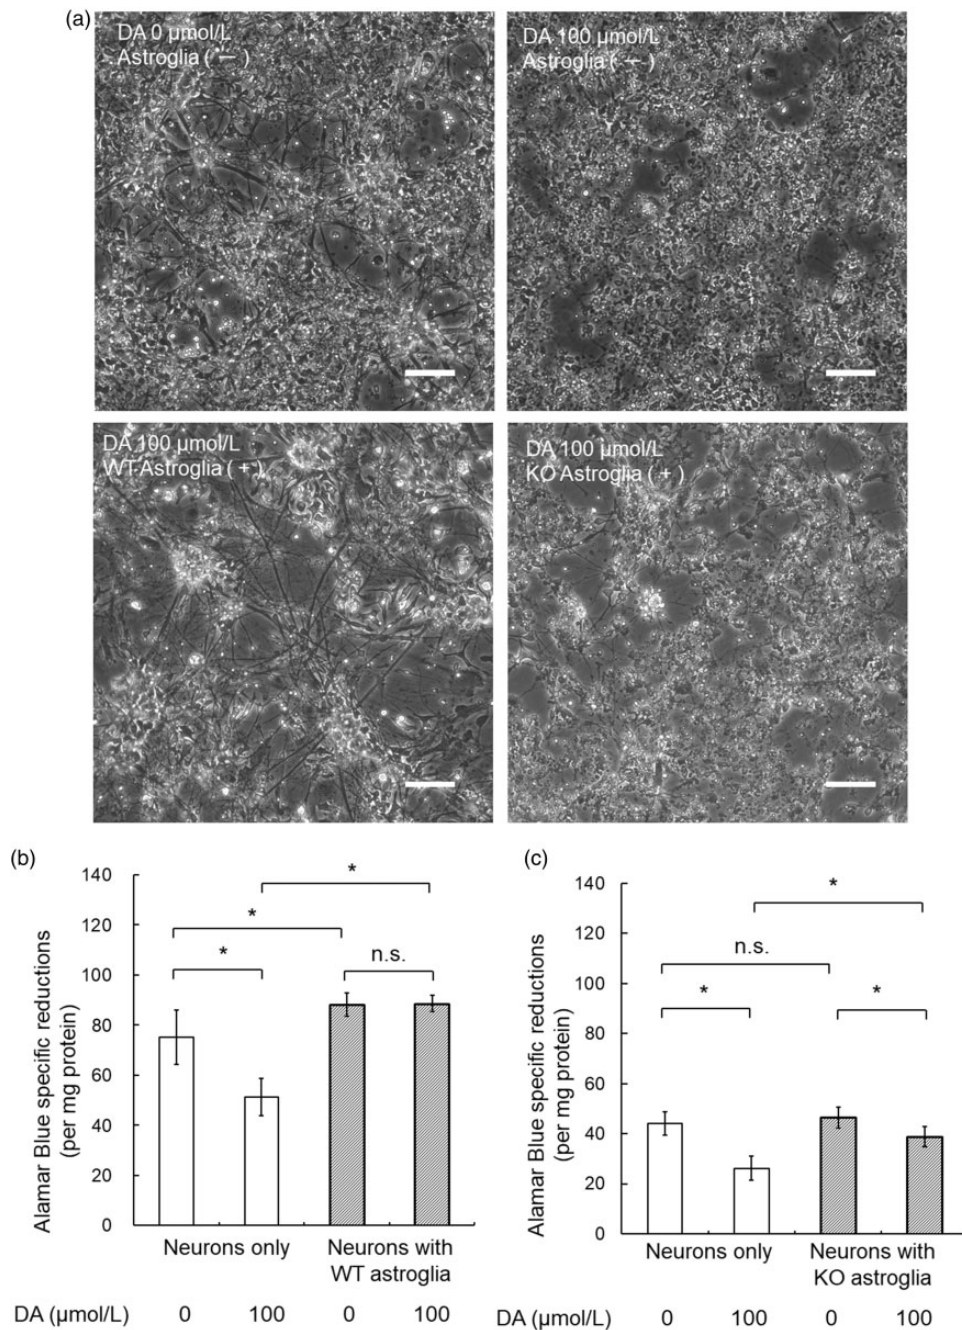 (a)
DA 0 μmol/L
Astroglia ( − )
DA 100 μmol/L
Astroglia ( − )
DA 100 μmol/L
WT Astroglia ( + )
DA 100 μmol/L
KO Astroglia ( + )
(b)
Alamar Blue specific reductions
(per mg protein)
140
120
100
80
60
40
20
0
*
*
*
n.s.
Neurons only
Neurons with
WT astroglia
DA (μmol/L) 0 100 0 100
(c)
Alamar Blue specific reductions
(per mg protein)
140
120
100
80
60
40
20
0
*
n.s.
*
*
Neurons only
Neurons with
KO astroglia
DA (μmol/L) 0 100 0 100